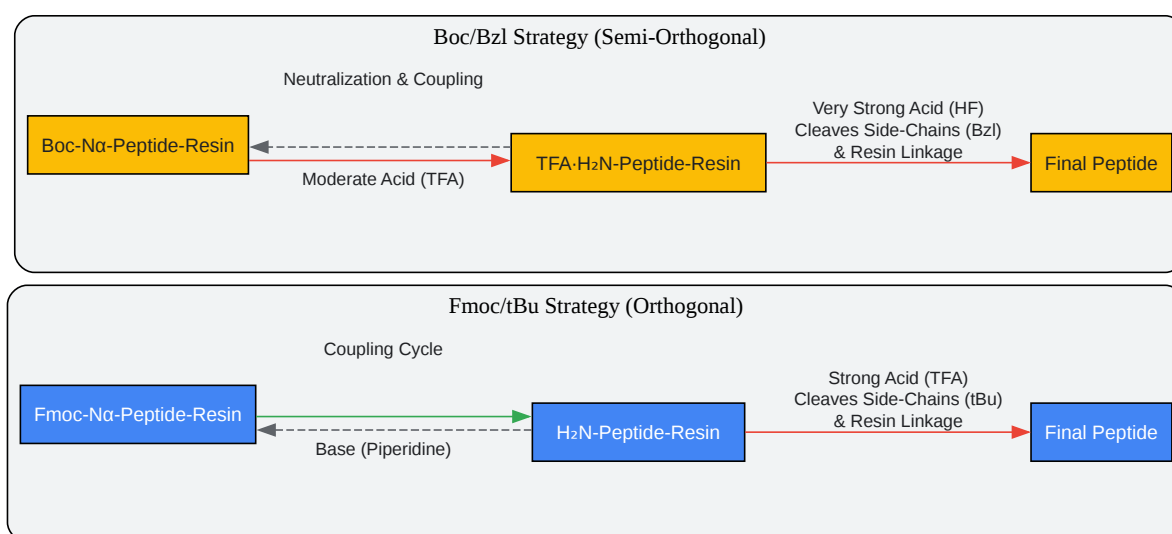 Boc/Bzl Strategy (Semi-Orthogonal)
Neutralization & Coupling
Very Strong Acid (HF)
Cleaves Side-Chains (Bzl)
& Resin Linkage
Boc-Nα-Peptide-Resin
Moderate Acid (TFA)
TFA·H₂N-Peptide-Resin
Final Peptide
Fmoc/tBu Strategy (Orthogonal)
Coupling Cycle
Strong Acid (TFA)
Cleaves Side-Chains (tBu)
& Resin Linkage
Fmoc-Nα-Peptide-Resin
Base (Piperidine)
H₂N-Peptide-Resin
Final Peptide